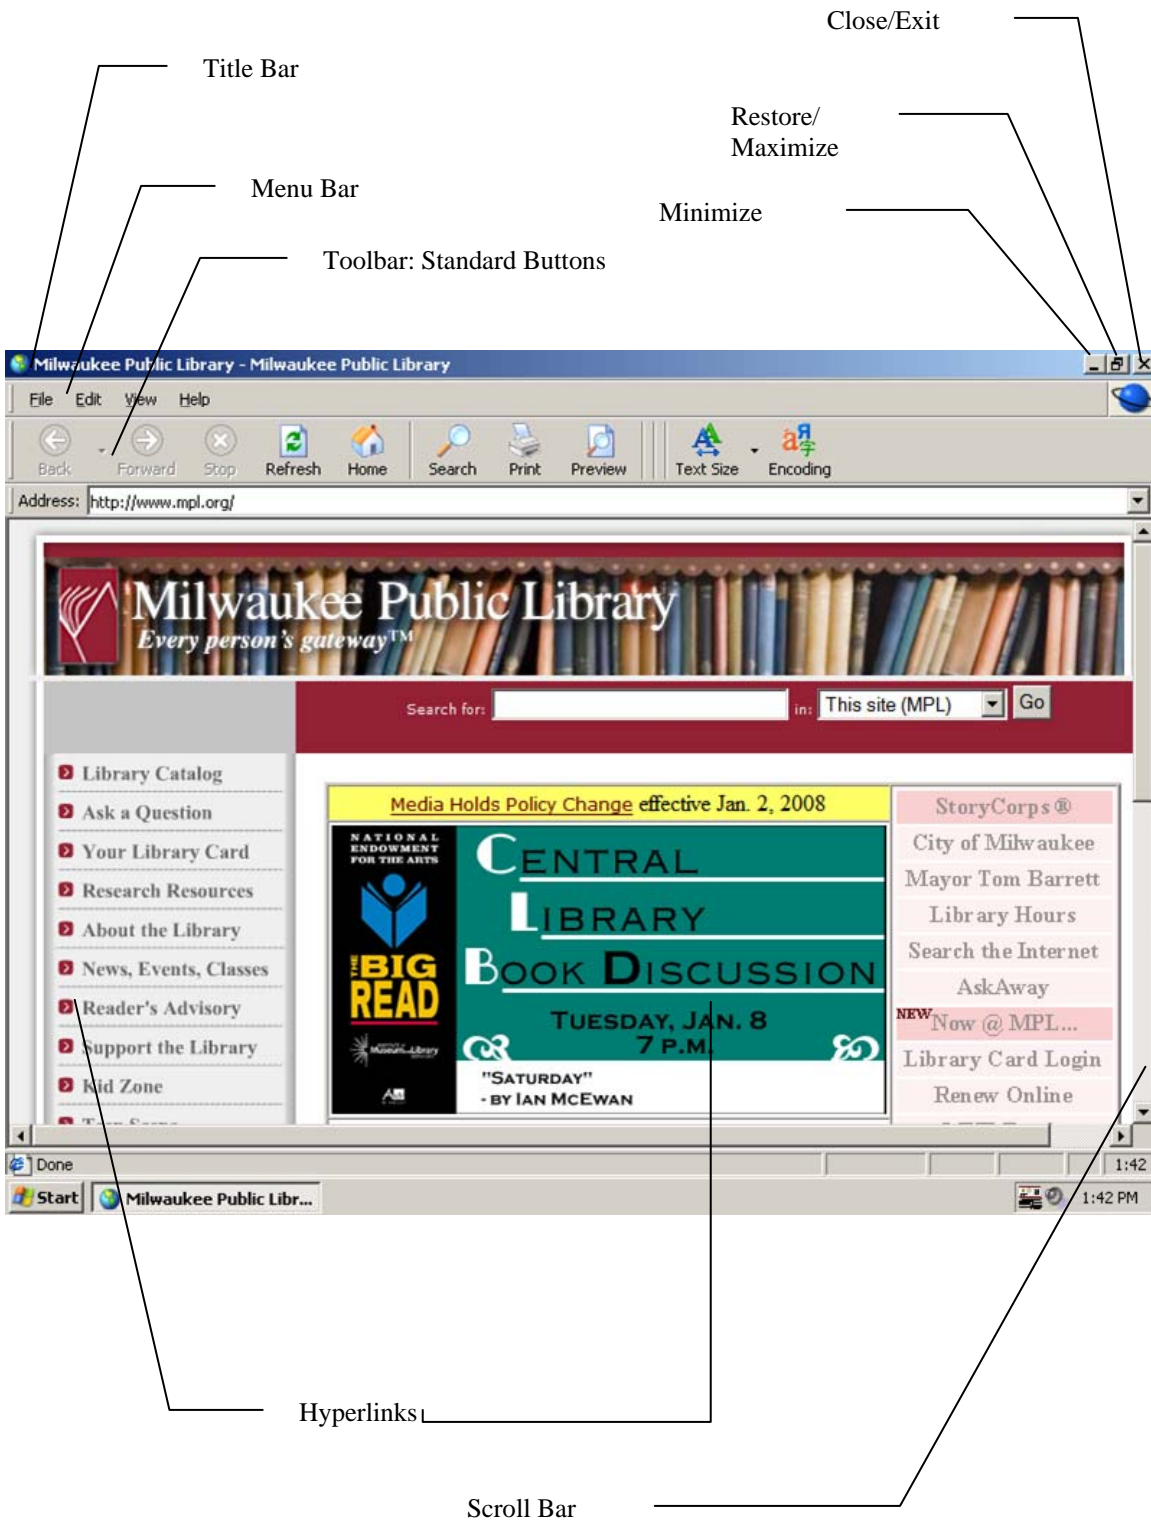 Close/Exit
Title Bar
Restore/
Maximize
Menu Bar
Minimize
Toolbar: Standard Buttons
Milwaukee Public Library - Milwaukee Public Library
File Edit View Help
Back Forward Stop Refresh Home Search Print Preview Text Size Encoding
Address: http://www.mpl.org/
Milwaukee Public Library
Every person's gateway™
Search for: in: This site (MPL) Go
Library Catalog
Ask a Question
Your Library Card
Research Resources
About the Library
News, Events, Classes
Reader's Advisory
Support the Library
Kid Zone
Media Holds Policy Change effective Jan. 2, 2008
NATIONAL
ENDOWMENT
FOR THE ARTS
THE BIG
READ
CENTRAL
LIBRARY
BOOK DISCUSSION
TUESDAY, JAN. 8
7 P.M.
"SATURDAY"
- BY IAN MCEWAN
StoryCorps ®
City of Milwaukee
Mayor Tom Barrett
Library Hours
Search the Internet
AskAway
NEW Now @ MPL...
Library Card Login
Renew Online
Done 1:42
Start Milwaukee Public Libr... 1:42 PM
Hyperlinks
Scroll Bar